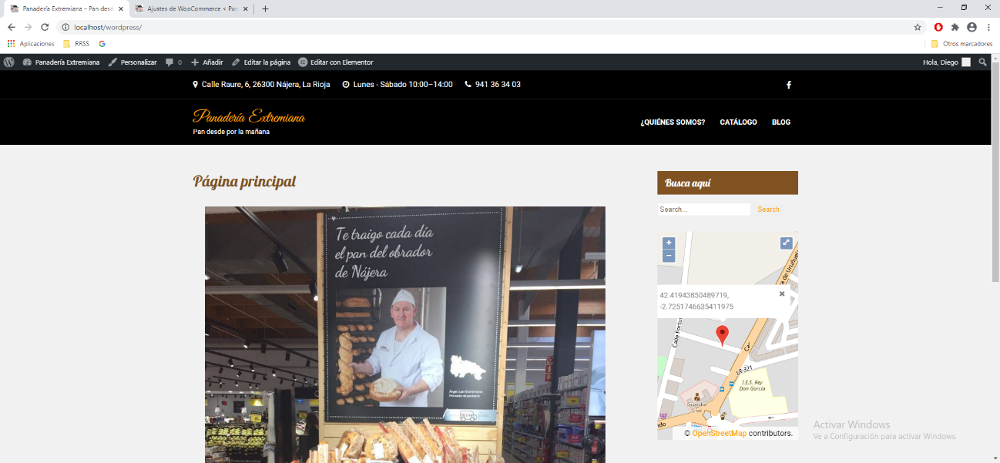 Panadería Extremiana – Pan desd
Ajustes de WooCommerce < Pan
localhost/wordpress/
Aplicaciones RRSS Otros marcadores
Panadería Extremiana Personalizar 0 Añadir Editar la página Editar con Elementor Hola, Diego
Calle Raure, 6, 26300 Nájera, La Rioja Lunes - Sábado 10:00–14:00 941 36 34 03
Panadería Extremiana
Pan desde por la mañana
¿QUIÉNES SOMOS? CATÁLOGO BLOG
Página principal
Te traigo cada día
el pan del obrador
de Nájera
Ángel Juan Extremiana
Proveedor de panadería
Busca aquí
Search... Search
+
−
a de Uruñuela
42.41943850489719,
-2.7251746635411975
Calle Fortun
Ca
LR-321
I.E.S. Rey
Don García
Guardia
ndo
© OpenStreetMap contributors.
Activar Windows
Ve a Configuración para activar Windows.